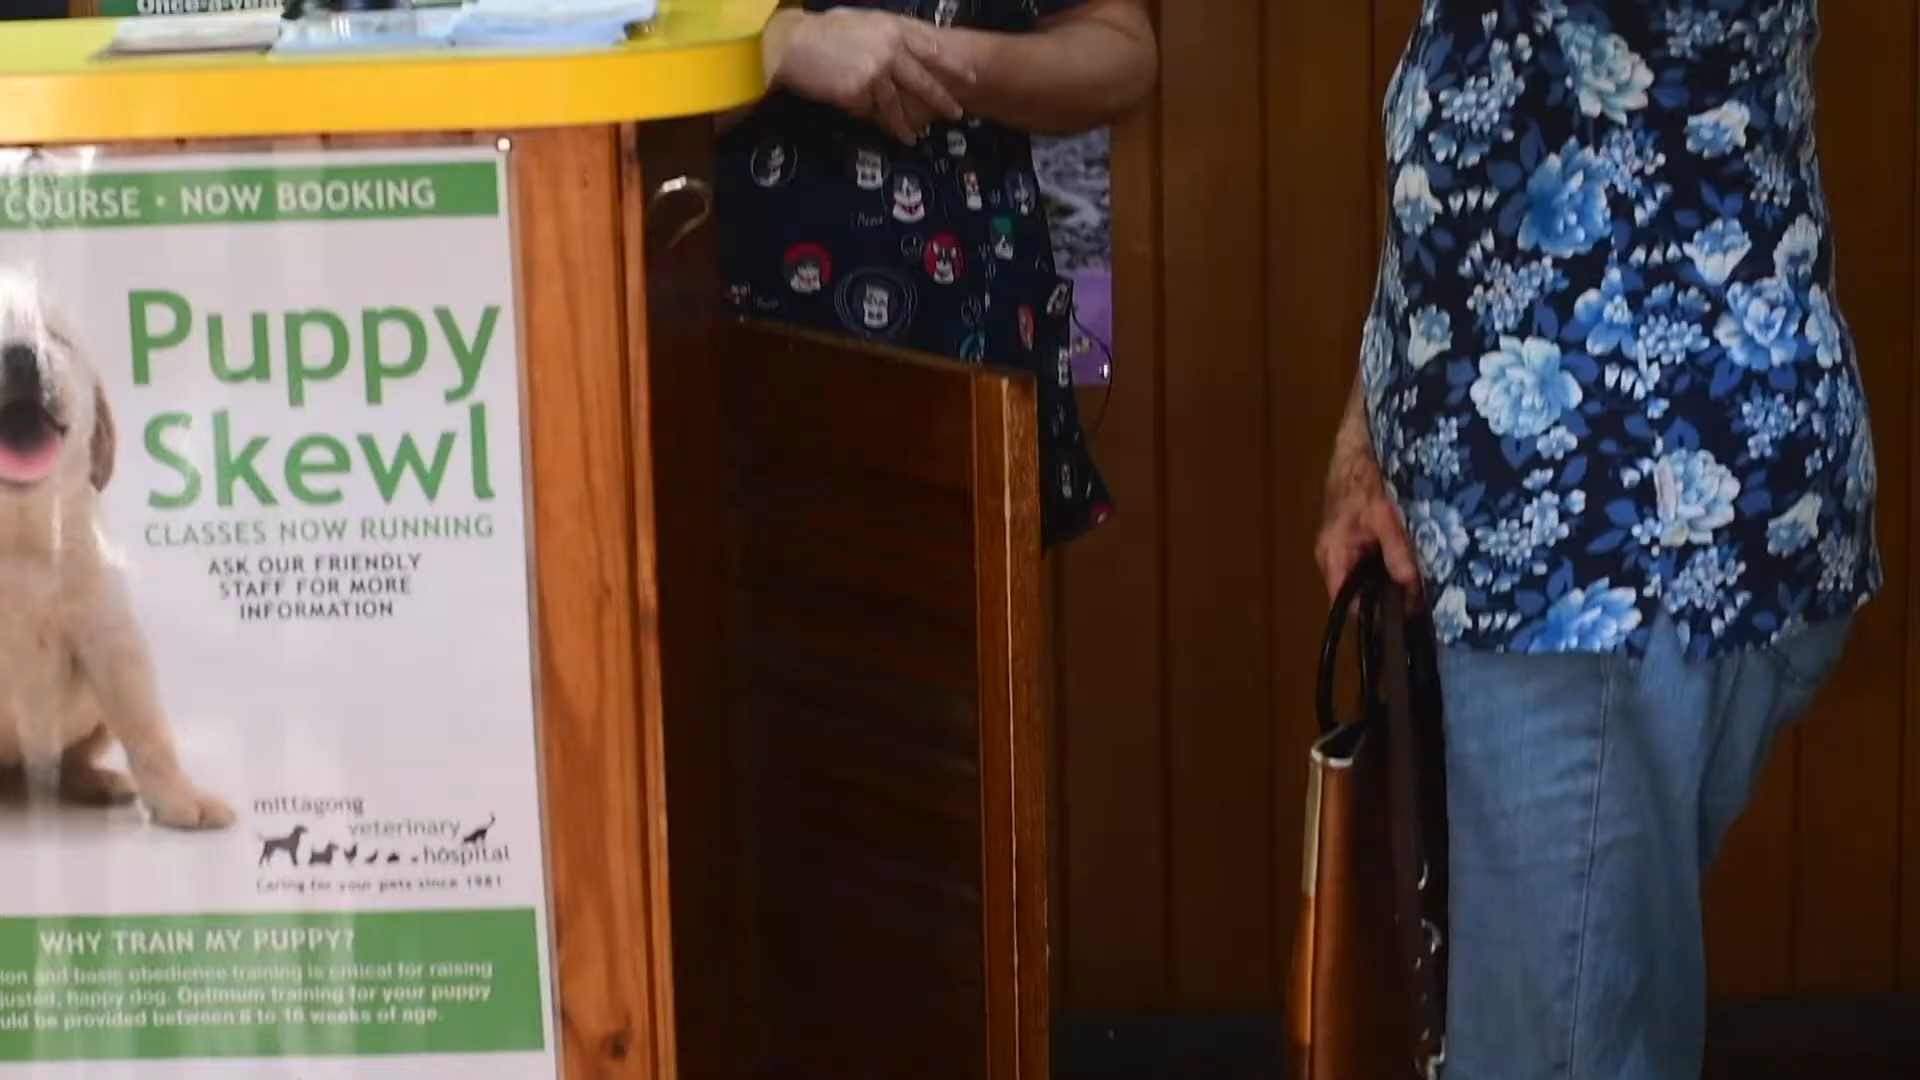 COURSE • NOW BOOKING
Puppy
Skewl
CLASSES NOW RUNNING
ASK OUR FRIENDLY
STAFF FOR MORE
INFORMATION
mittagong
veterinary
hospital
Caring for your pets since 1981
WHY TRAIN MY PUPPY?
and basic obedience training is critical for raising
happy dog. Optimum training for your puppy
be provided between 6 to 16 weeks of age.